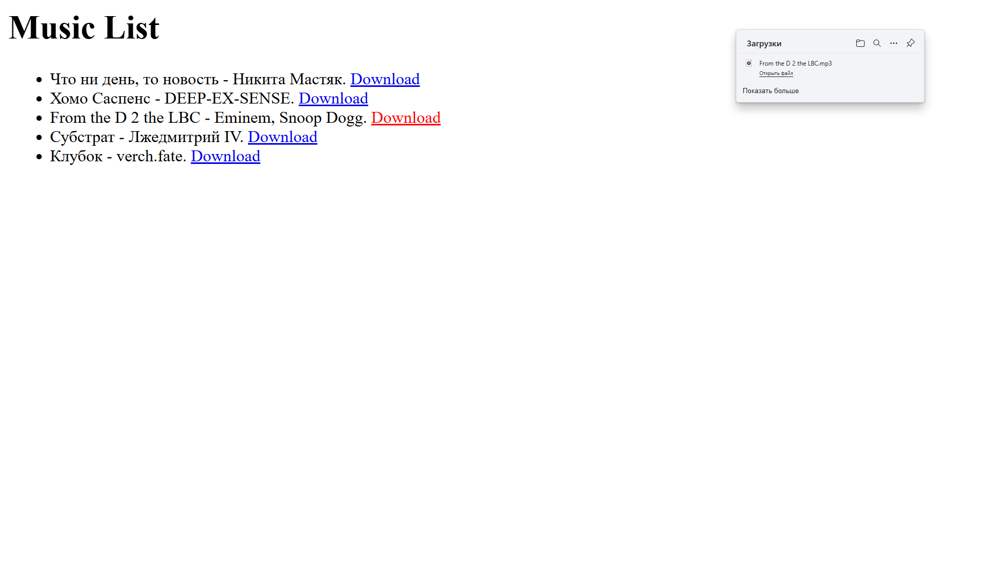 Music List
Что ни день, то новость - Никита Мастяк. Download
Хомо Саспенс - DEEP-EX-SENSE. Download
From the D 2 the LBC - Eminem, Snoop Dogg. Download
Субстрат - Лжедмитрий IV. Download
Клубок - verch.fate. Download
Загрузки
From the D 2 the LBC.mp3
Открыть файл
Показать больше